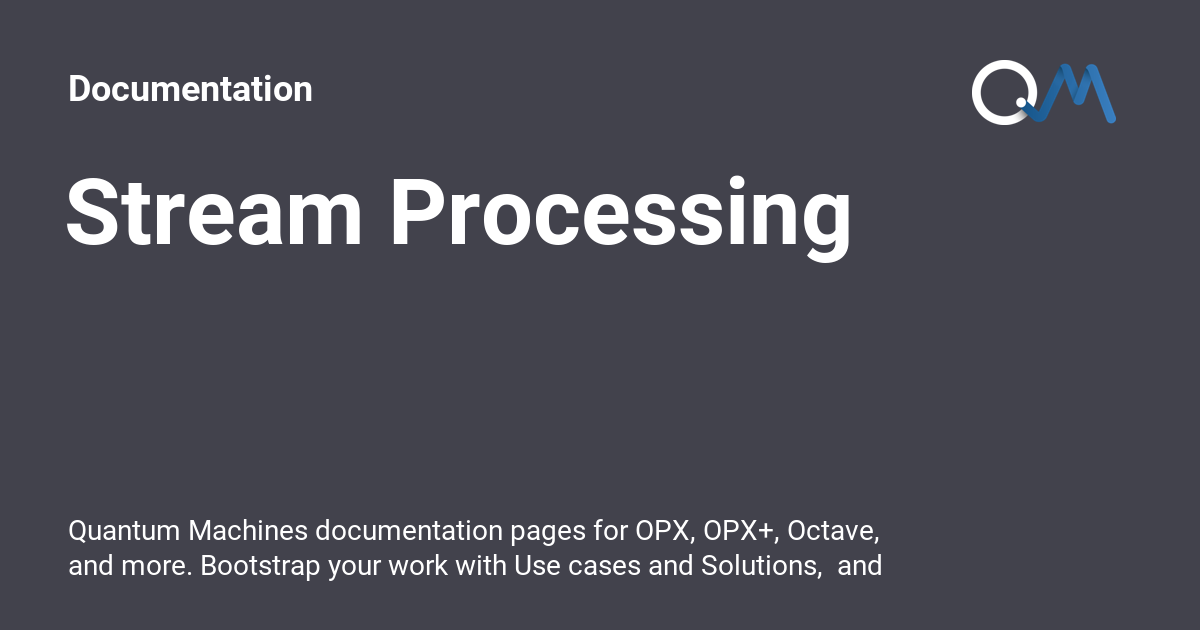 Documentation
QM
Stream Processing
Quantum Machines documentation pages for OPX, OPX+, Octave,
and more. Bootstrap your work with Use cases and Solutions,  and